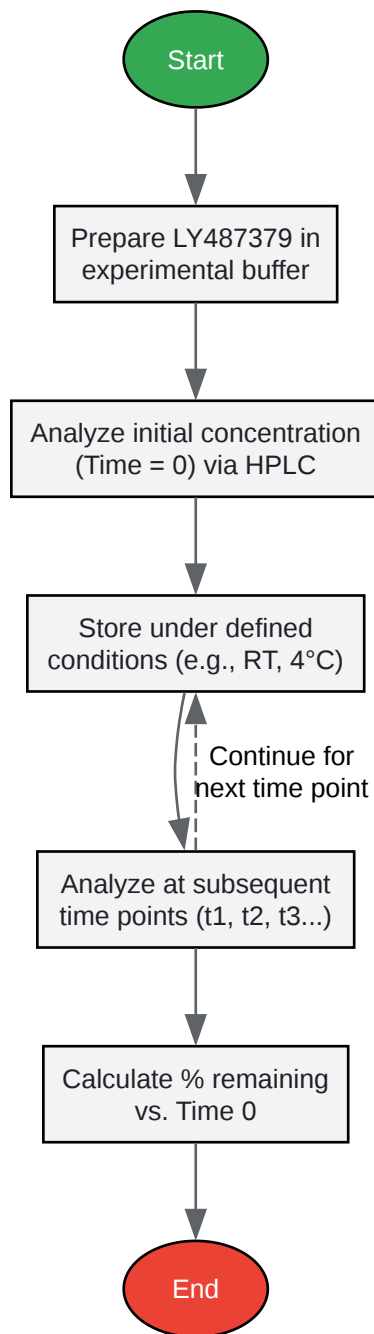 Start
Prepare LY487379 in
experimental buffer
Analyze initial concentration
(Time = 0) via HPLC
Store under defined
conditions (e.g., RT, 4°C)
Continue for
next time point
Analyze at subsequent
time points (t1, t2, t3...)
Calculate % remaining
vs. Time 0
End